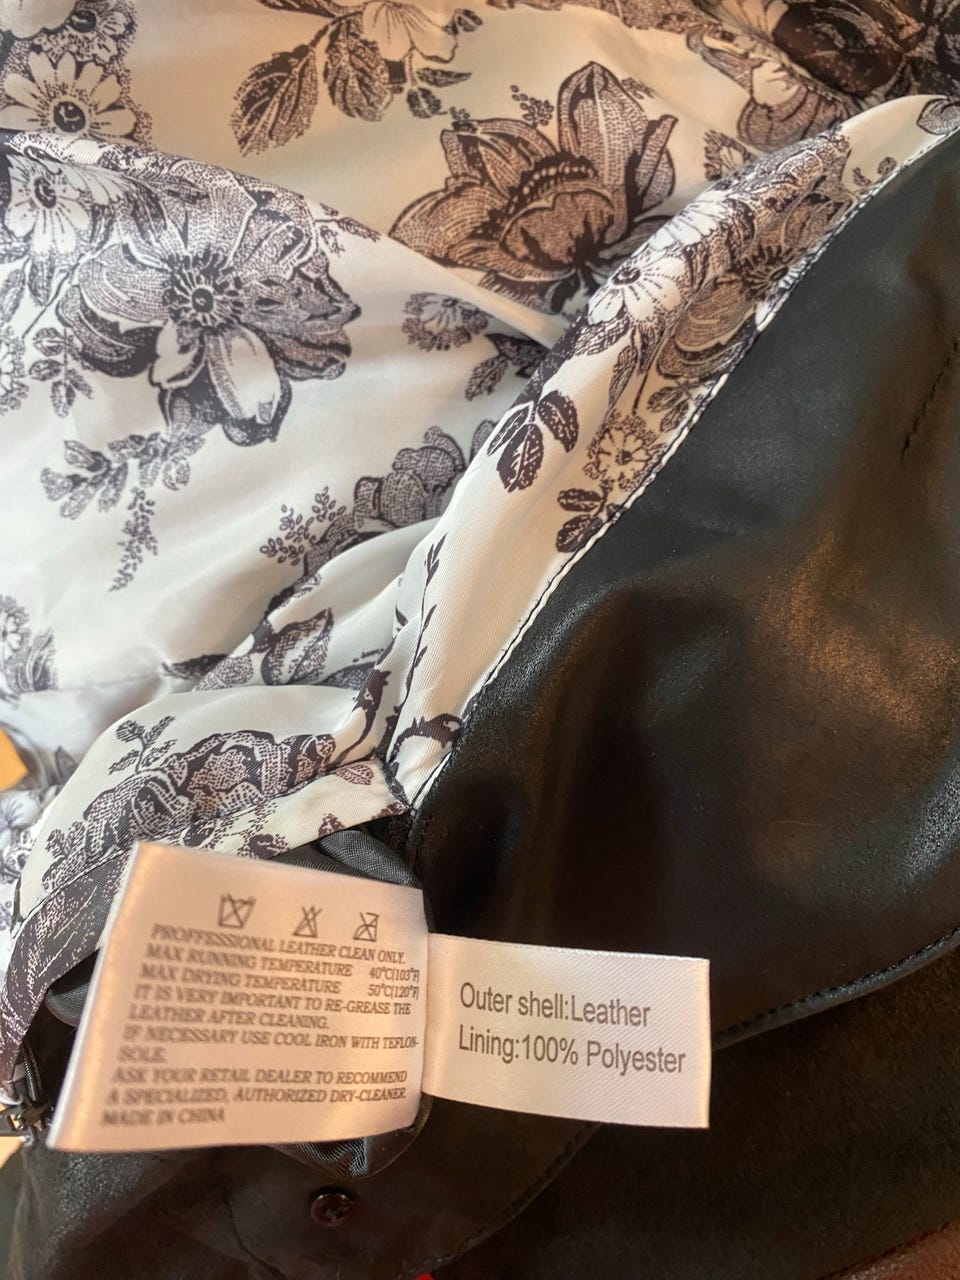 PROFFESSIONAL LEATHER CLEAN ONLY.
MAX RUNNING TEMPERATURE 40°C(103°F)
MAX DRYING TEMPERATURE 50°C(120°F)
IT IS VERY IMPORTANT TO RE-GREASE THE
LEATHER AFTER CLEANING.
IF NECESSARY USE COOL IRON WITH TEFLON-
SOLE.
ASK YOUR RETAIL DEALER TO RECOMMEND
A SPECIALIZED, AUTHORIZED DRY-CLEANER.
MADE IN CHINA
Outer shell:Leather
Lining:100% Polyester